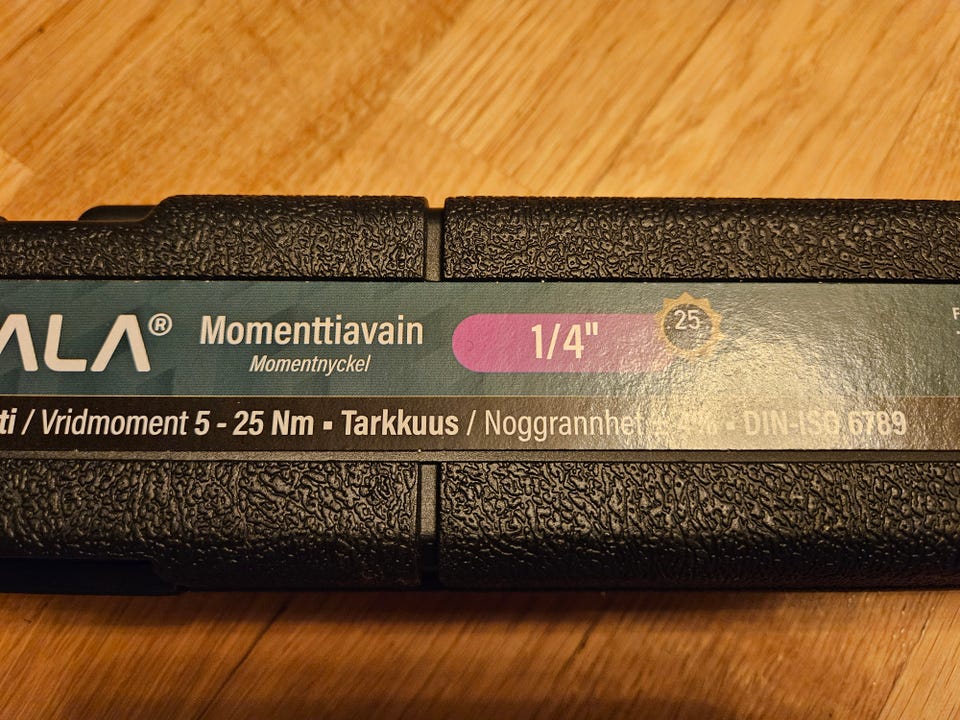 ALA® Momenttiavain 1/4" 25
Momentnyckel
ti / Vridmoment 5 - 25 Nm ▪ Tarkkuus / Noggrannhet ± 4% ▪ DIN-ISO 6789